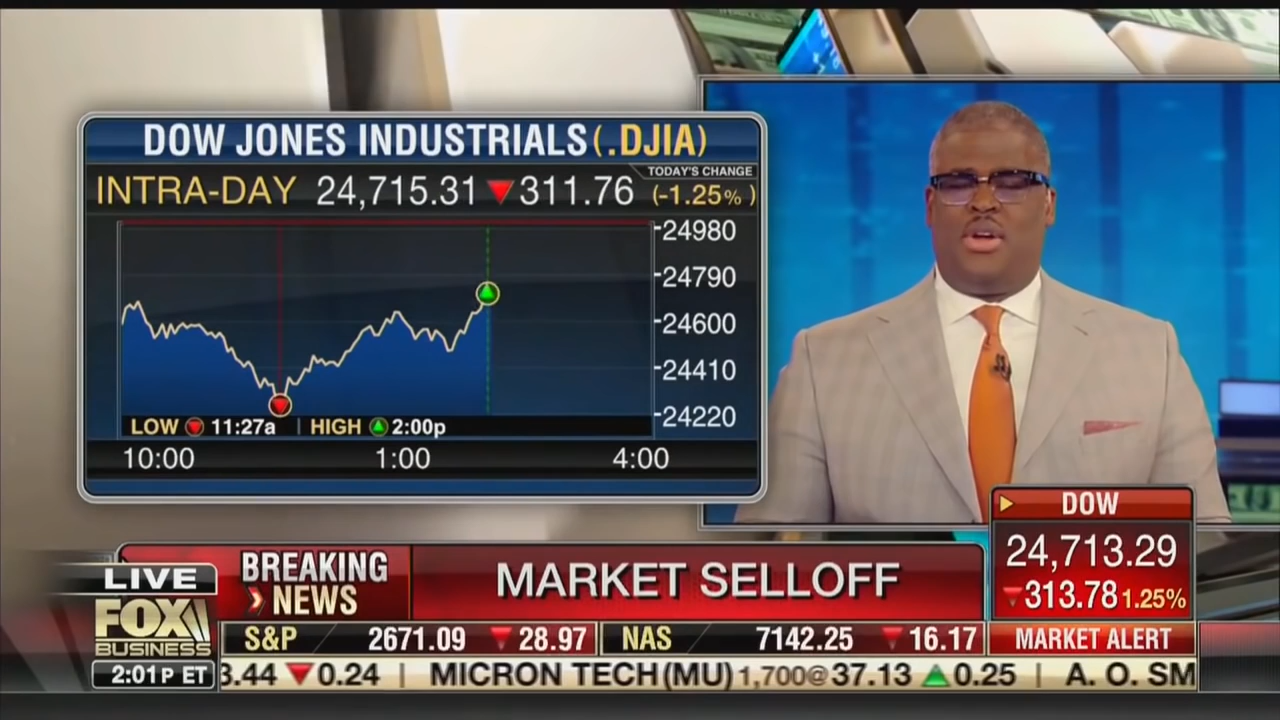 DOW JONES INDUSTRIALS (.DJIA)
TODAY'S CHANGE
INTRA-DAY 24,715.31 ▼ 311.76 (-1.25%)
24980
24790
24600
24410
24220
LOW ▼ 11:27a | HIGH ▲ 2:00p
10:00 1:00 4:00
DOW
24,713.29
▼ 313.78 1.25%
MARKET ALERT
LIVE
BREAKING
NEWS
MARKET SELLOFF
FOX
BUSINESS
S&P 2671.09 ▼ 28.97 NAS 7142.25 ▼ 16.17
2:01P ET
3.44 ▼ 0.24 | MICRON TECH (MU) 1,700@37.13 ▲ 0.25 | A. O. SM